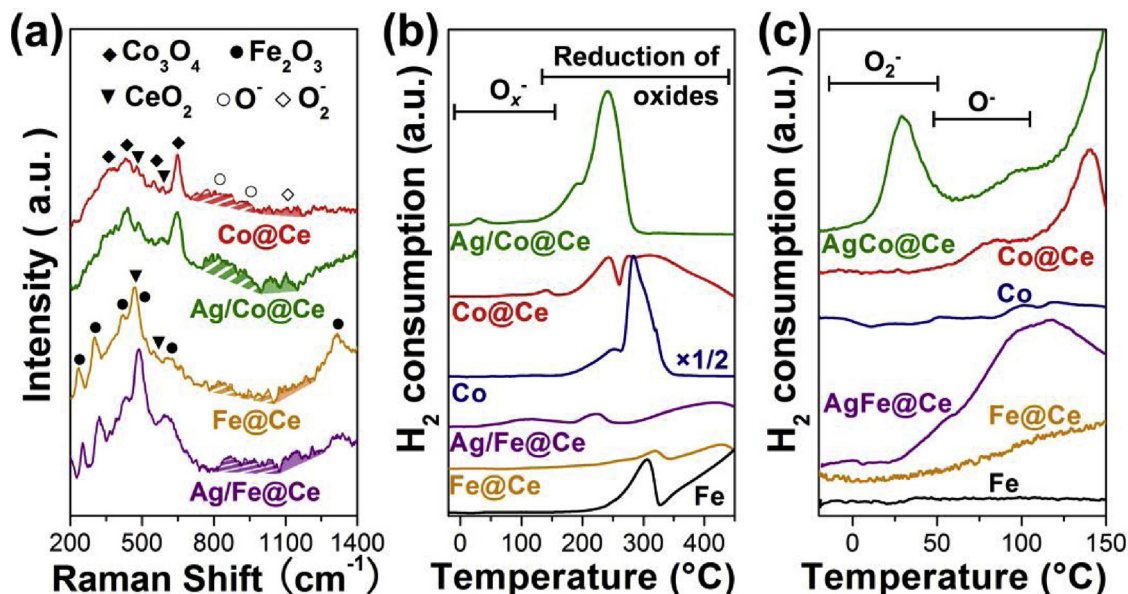 (a)
◆ Co3O4 ● Fe2O3
▼ CeO2 ○ O- ◇ O2-
Co@Ce
Ag/Co@Ce
Fe@Ce
Ag/Fe@Ce
Intensity ( a.u.)
200 500 800 1100 1400
Raman Shift (cm-1)
(b)
Reduction of
oxides
Ox-
Ag/Co@Ce
Co@Ce
×1/2
Co
Ag/Fe@Ce
Fe@Ce
Fe
H2 consumption (a.u.)
0 100 200 300 400
Temperature (°C)
(c)
O2-
O-
AgCo@Ce
Co@Ce
Co
AgFe@Ce
Fe@Ce
Fe
H2 consumption (a.u.)
0 50 100 150
Temperature (°C)